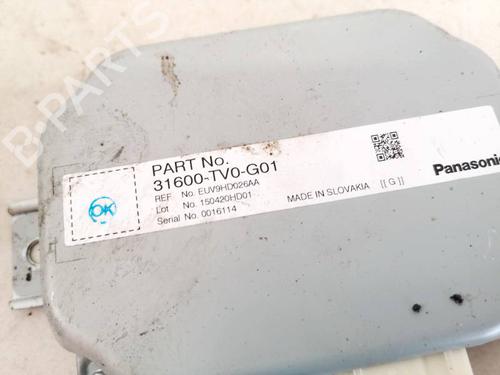 B-PARTS
OK
PART No.
31600-TV0-G01
REF No. EUV9HD026AA
Lot No. 150420HD01
Serial No. 0016114
MADE IN SLOVAKIA [[ G ]]
Panasonic